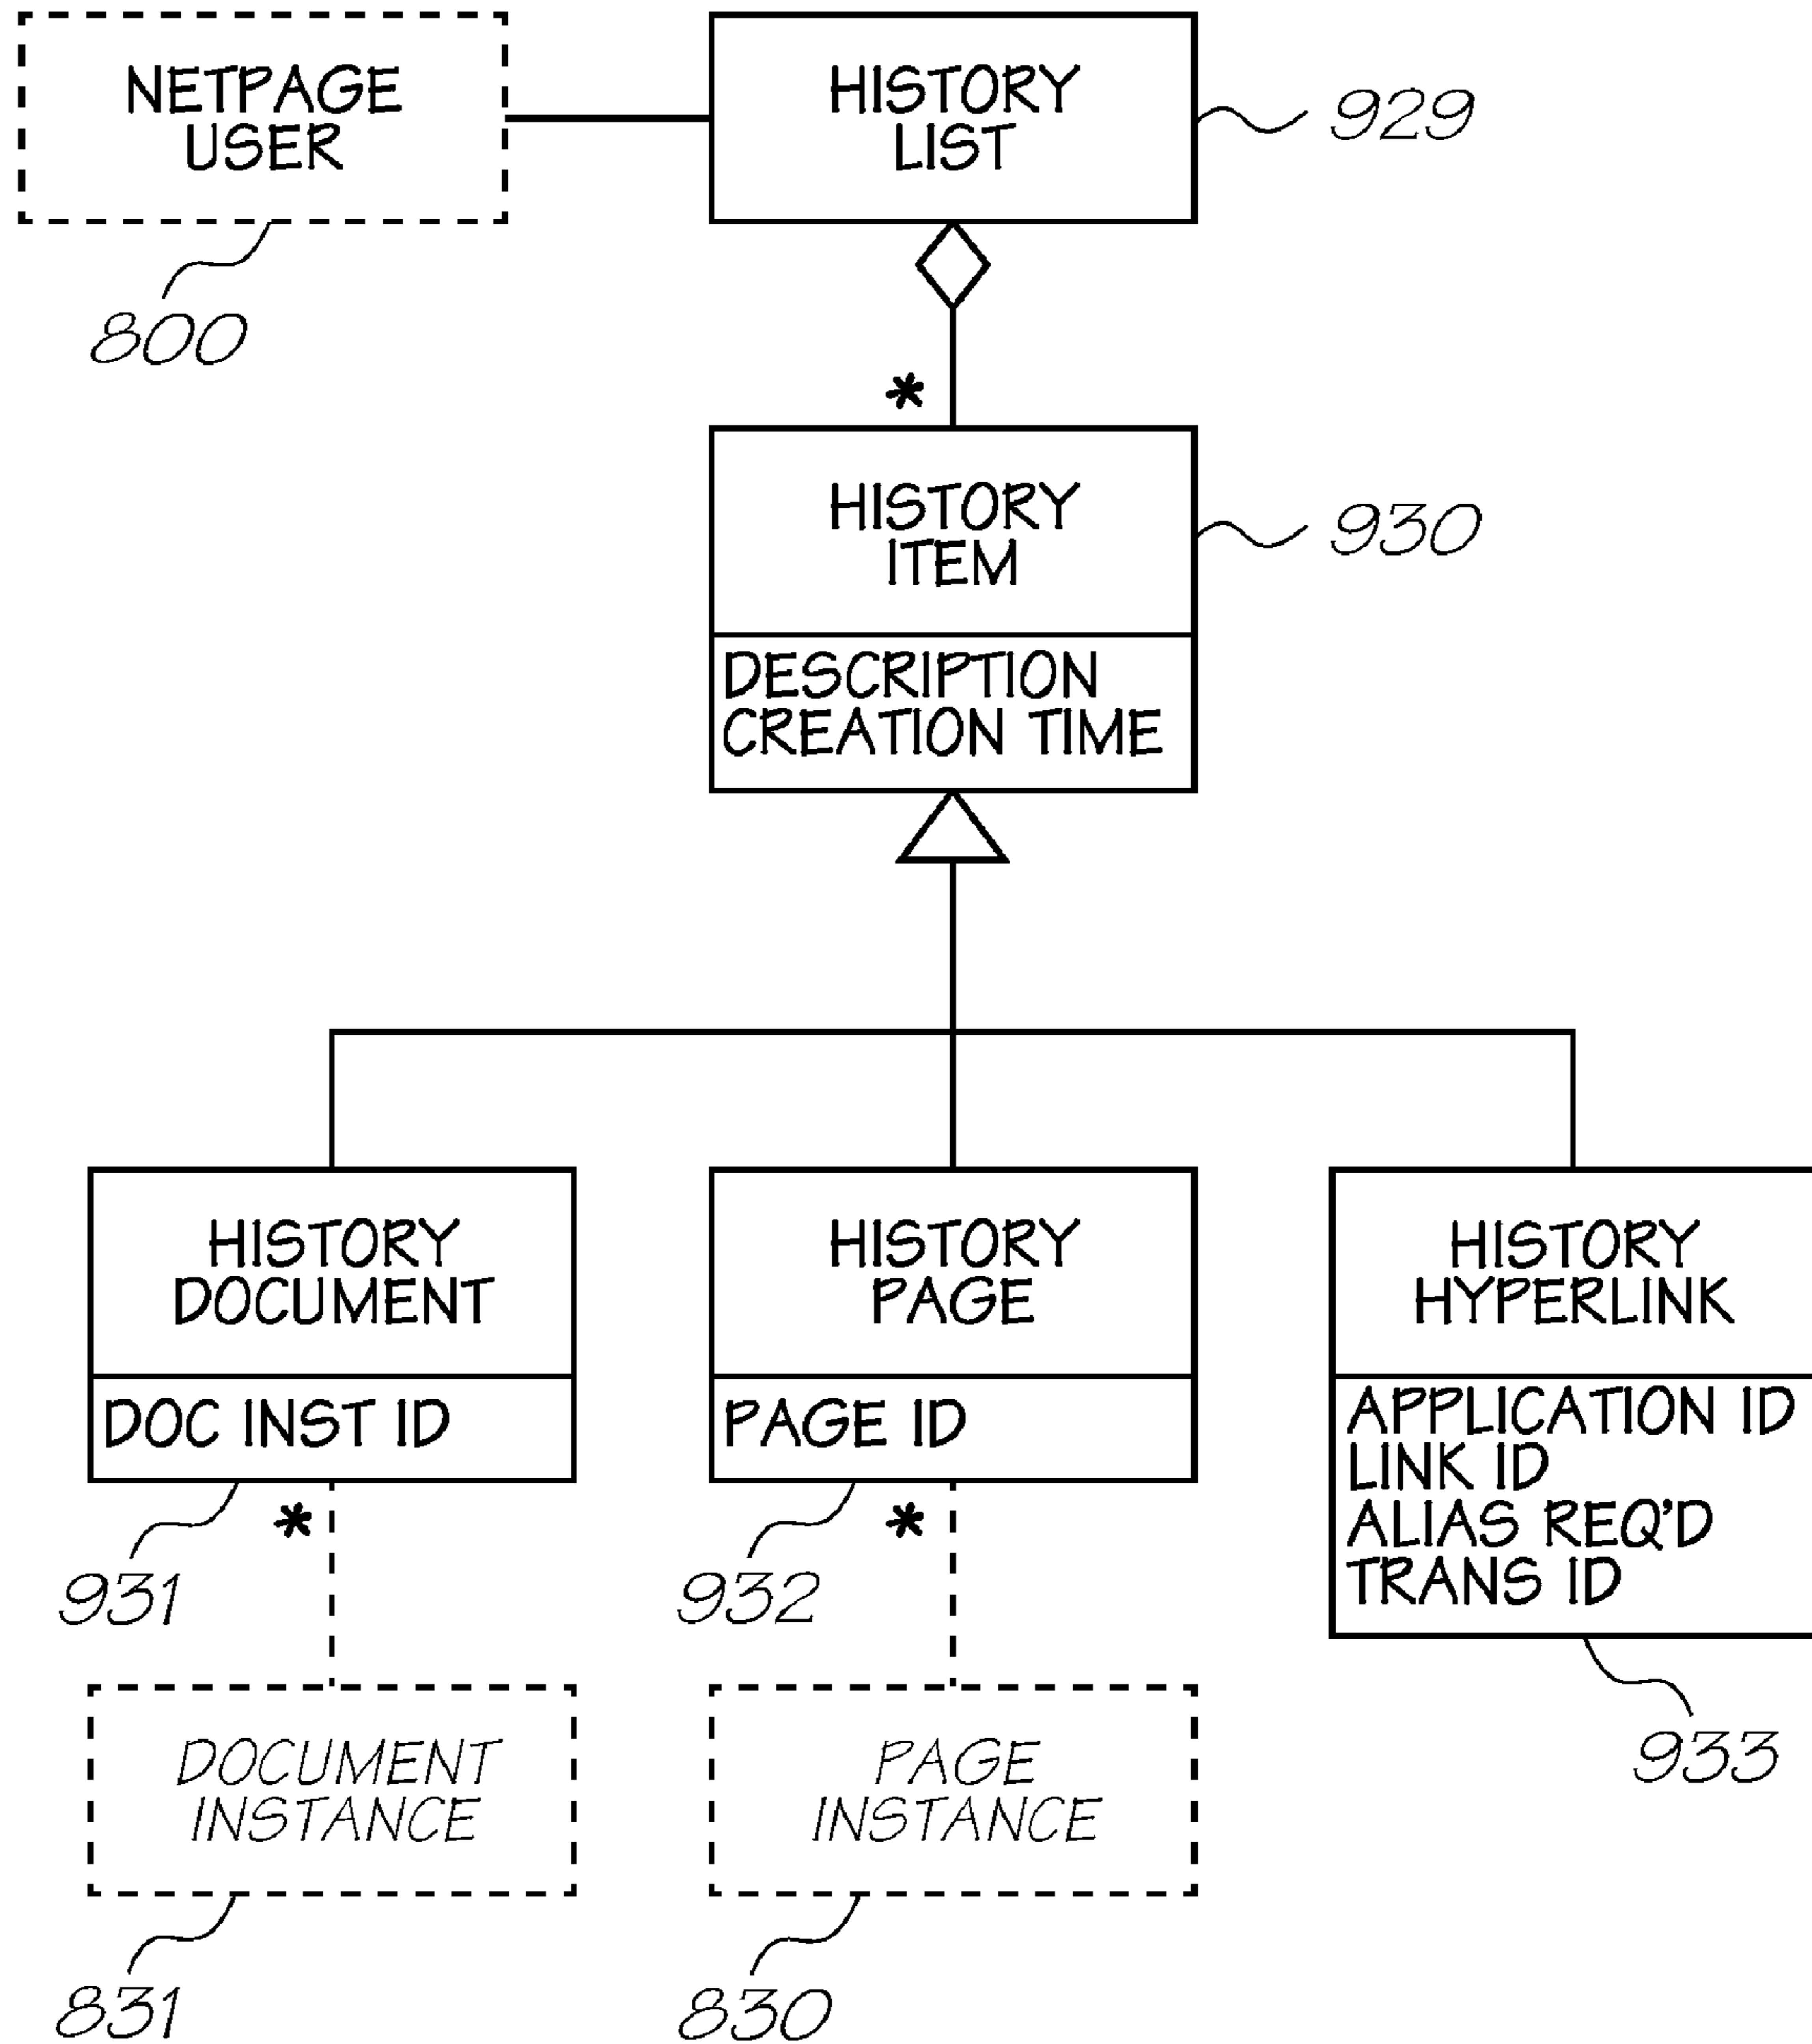 NETPAGE
USER
800
HISTORY
LIST
929
*
HISTORY
ITEM
930
DESCRIPTION
CREATION TIME
HISTORY
DOCUMENT
DOC INST ID
931
*
HISTORY
PAGE
PAGE ID
932
*
HISTORY
HYPERLINK
APPLICATION ID
LINK ID
ALIAS REQ'D
TRANS ID
933
DOCUMENT
INSTANCE
831
PAGE
INSTANCE
830